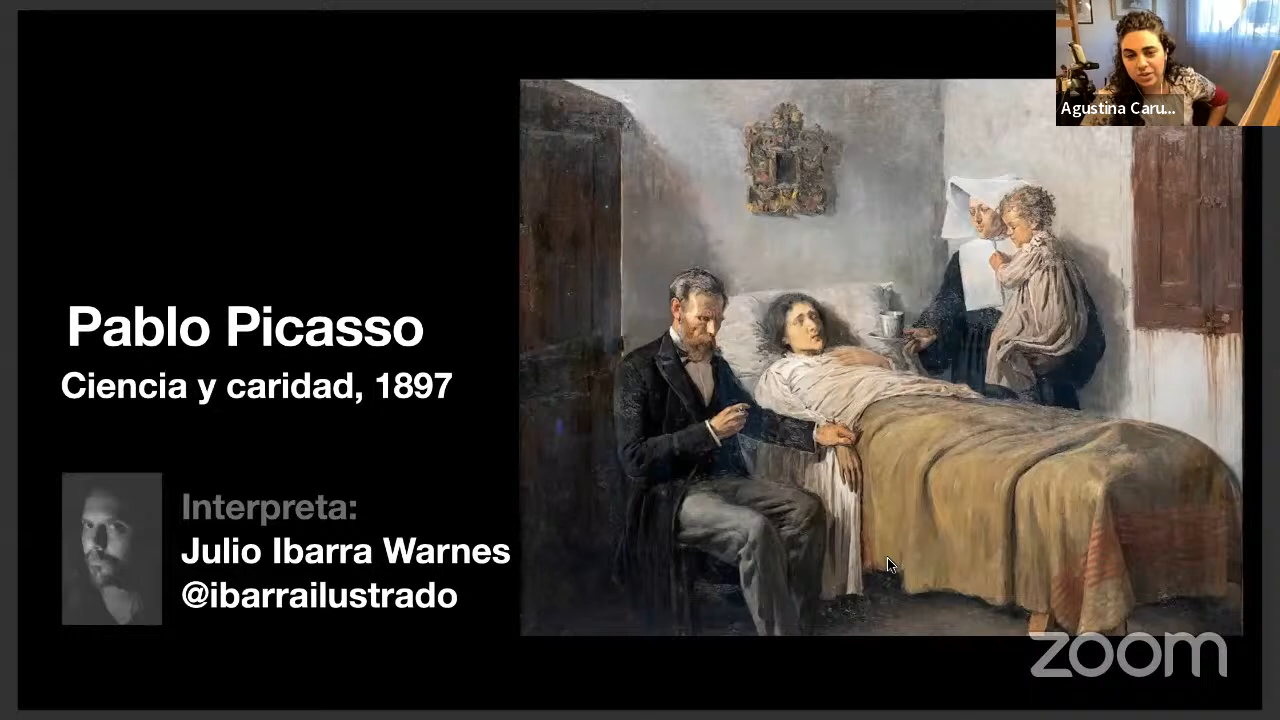 Agustina Caru...
Pablo Picasso
Ciencia y caridad, 1897
Interpreta:
Julio Ibarra Warnes
@ibarrailustrado
zoom